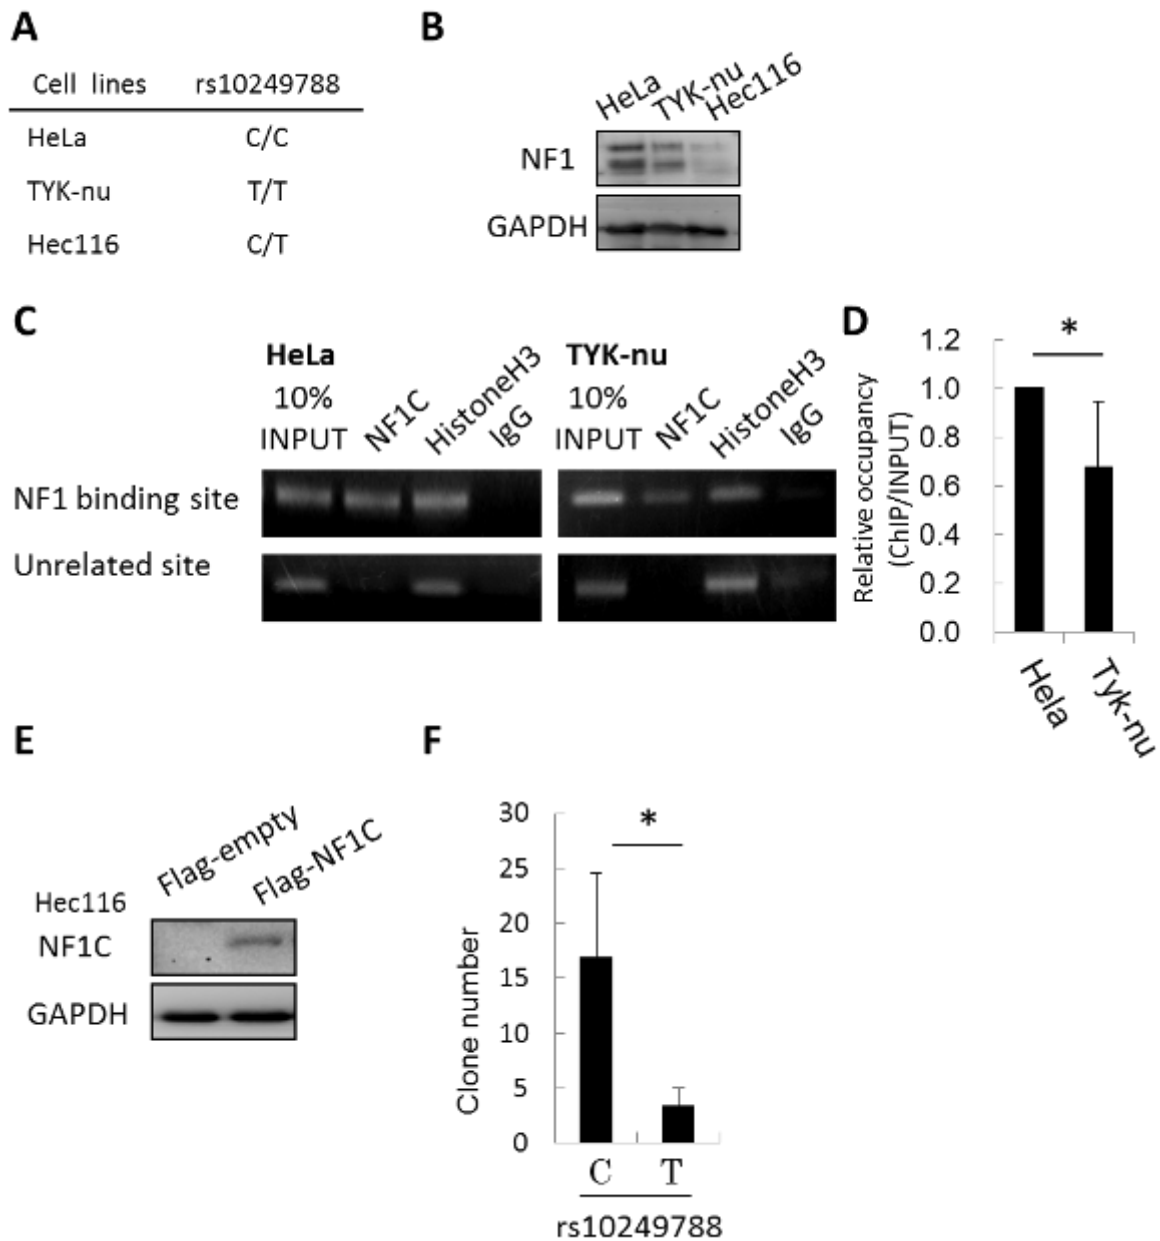 A
Cell lines rs10249788
HeLa C/C
TYK-nu T/T
Hec116 C/T
B
HeLa TYK-nu Hec116
NF1
GAPDH
C
HeLa
10%
INPUT NF1C HistoneH3 IgG
TYK-nu
10%
INPUT NF1C HistoneH3 IgG
NF1 binding site
Unrelated site
D
*
Relative occupancy
(ChIP/INPUT)
1.2
1.0
0.8
0.6
0.4
0.2
0.0
Hela Tyk-nu
E
Flag-empty Flag-NF1C
Hec116
NF1C
GAPDH
F
*
Clone number
30
25
20
15
10
5
0
C T
rs10249788